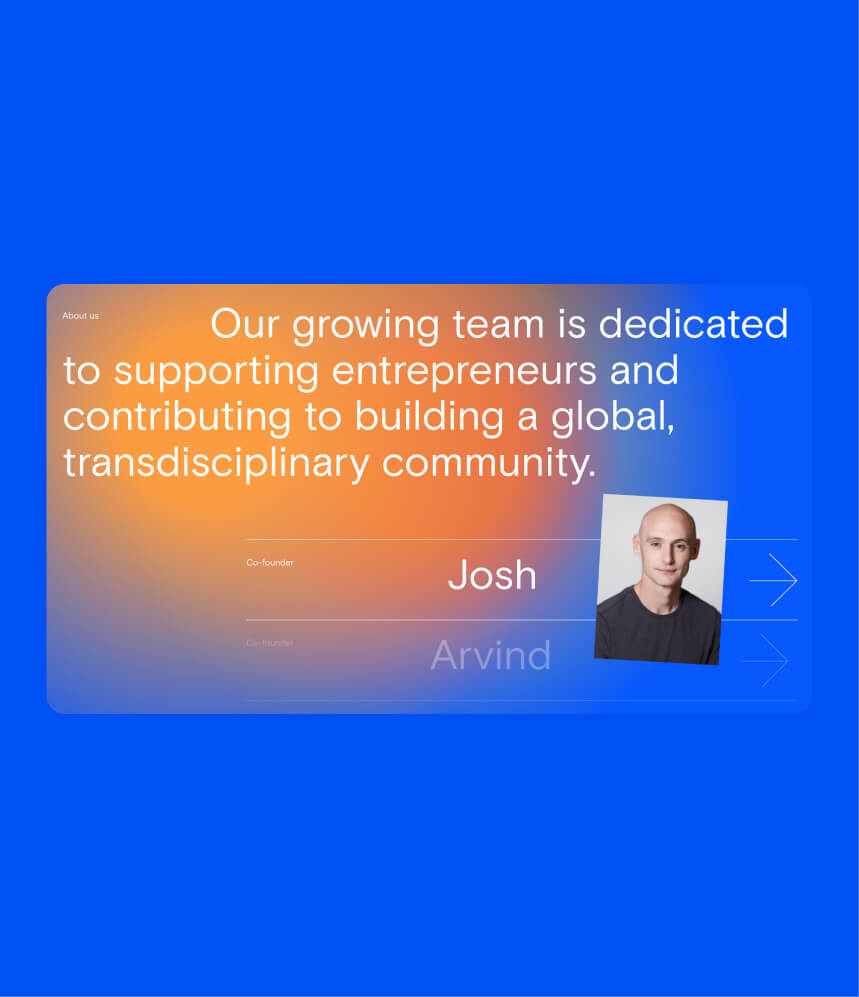 About us
Our growing team is dedicated
to supporting entrepreneurs and
contributing to building a global,
transdisciplinary community.
Co-founder
Josh
Co-founder
Arvind